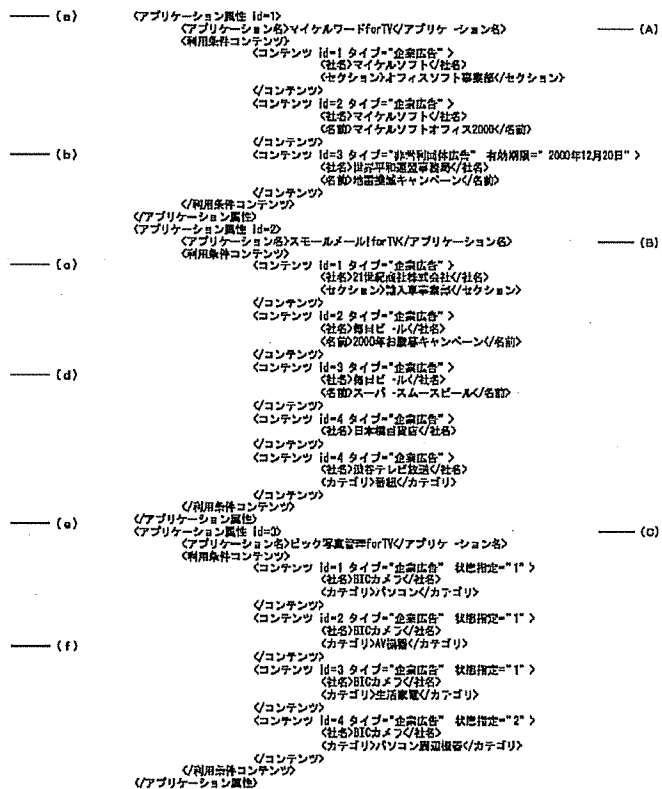 (a) <アプリケーション属性 id=1>
<アプリケーション名>マイケルワードforTV</アプリケ -ション名> (A)
<利用条件コンテンツ>
<コンテンツ id=1 タイプ="企業広告" >
<社名>マイケルソフト</社名>
<セクション>オフィスソフト事業部</セクション>
</コンテンツ>
<コンテンツ id=2 タイプ="企業広告" >
<社名>マイケルソフト</社名>
<名前>マイケルソフトオフィス2000</名前>
</コンテンツ>
(b) <コンテンツ id=3 タイプ="非営利団体広告" 有効期限=" 2000年12月20日" >
<社名>世界平和連盟事務局</社名>
<名前>地雷撲滅キャンペーン</名前>
</コンテンツ>
</利用条件コンテンツ>
</アプリケーション属性>
<アプリケーション属性 id=2>
<アプリケーション名>スモールメール!forTV</アプリケーション名> (B)
<利用条件コンテンツ>
(c) <コンテンツ id=1 タイプ="企業広告" >
<社名>21世紀商社株式会社</社名>
<セクション>輸入車事業部</セクション>
</コンテンツ>
<コンテンツ id=2 タイプ="企業広告" >
<社名>毎日ビ -ル</社名>
<名前>2000年お歳暮キャンペーン</名前>
</コンテンツ>
<コンテンツ id=3 タイプ="企業広告" >
(d) <社名>毎日ビ -ル</社名>
<名前>スーパ -スムースビール</名前>
</コンテンツ>
<コンテンツ id=4 タイプ="企業広告" >
<社名>日本橋百貨店</社名>
</コンテンツ>
<コンテンツ id=4 タイプ="企業広告" >
<社名>渋谷テレビ放送</社名>
<カテゴリ>番組</カテゴリ>
</コンテンツ>
</利用条件コンテンツ>
(e) </アプリケーション属性>
<アプリケーション属性 id=3> (C)
<アプリケーション名>ビック写真管理forTV</アプリケ -ション名>
<利用条件コンテンツ>
<コンテンツ id=1 タイプ="企業広告" 状態指定="1" >
<社名>BICカメラ</社名>
<カテゴリ>パソコン</カテゴリ>
</コンテンツ>
<コンテンツ id=2 タイプ="企業広告" 状態指定="1" >
<社名>BICカメラ</社名>
(f) <カテゴリ>AV機器</カテゴリ>
</コンテンツ>
<コンテンツ id=3 タイプ="企業広告" 状態指定="1" >
<社名>BICカメラ</社名>
<カテゴリ>生活家電</カテゴリ>
</コンテンツ>
<コンテンツ id=4 タイプ="企業広告" 状態指定="2" >
<社名>BICカメラ</社名>
<カテゴリ>パソコン周辺機器</カテゴリ>
</コンテンツ>
</利用条件コンテンツ>
</アプリケーション属性>